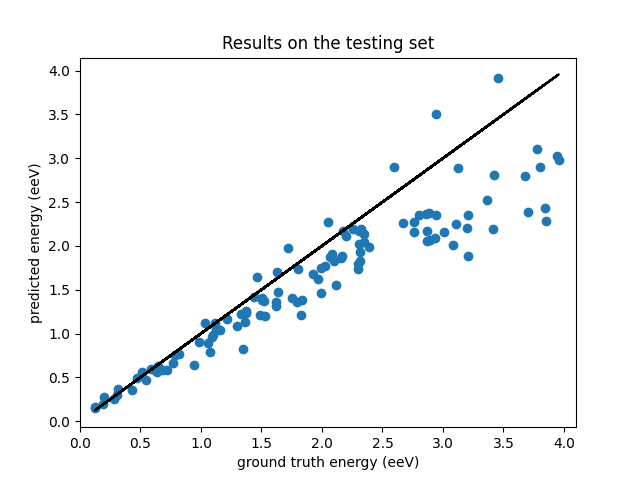 Results on the testing set
4.0
3.5
3.0
2.5
2.0
1.5
1.0
0.5
0.0
predicted energy (eeV)
0.0 0.5 1.0 1.5 2.0 2.5 3.0 3.5 4.0
ground truth energy (eeV)